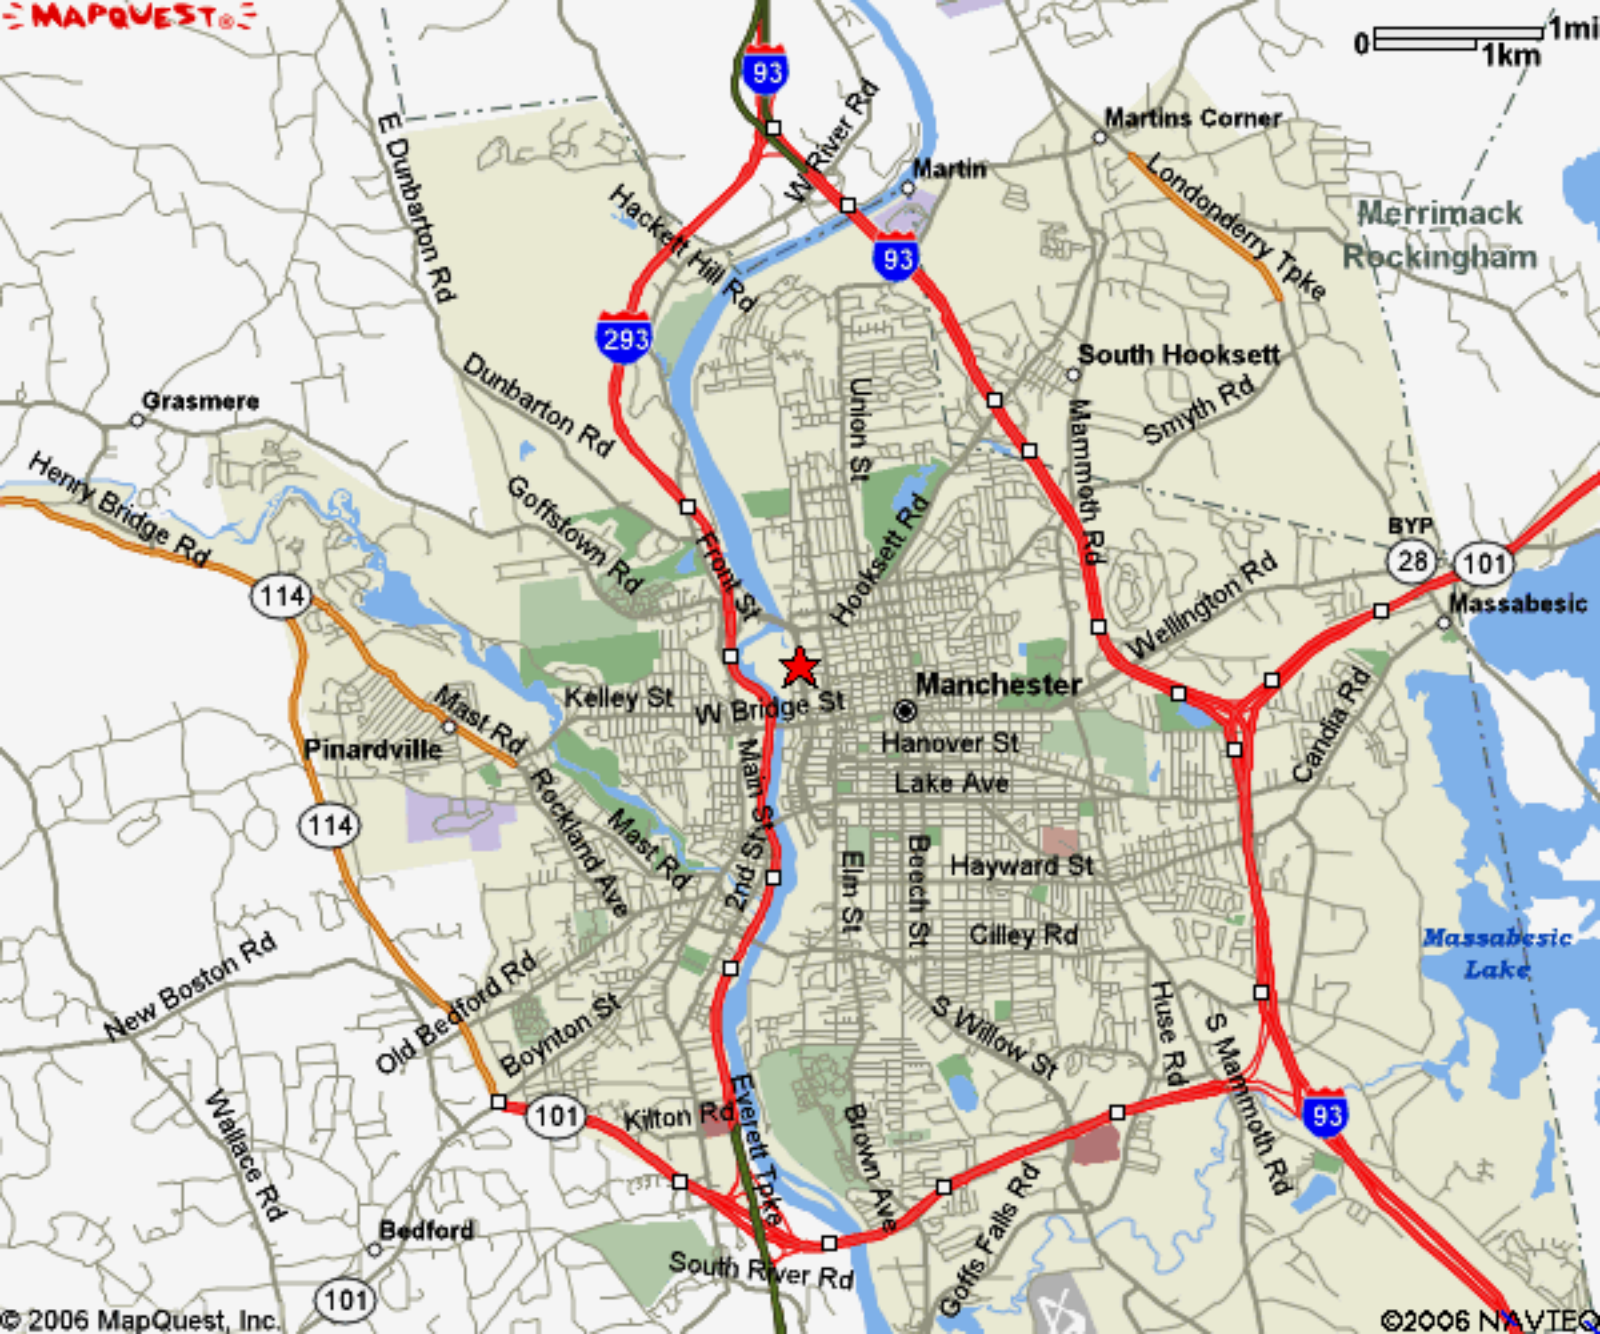 MAPQUEST®
0 1mi
1km
93
W River Rd
E Dunbarton Rd
Martins Corner
Martin
Londonderry Tpke
Merrimack
Rockingham
Hackett Hill Rd
93
293
South Hooksett
Dunbarton Rd
Grasmere
Union St
Smyth Rd
Mammoth Rd
Henry Bridge Rd
Goffstown Rd
Hooksett Rd
BYP
28
101
Front St
Wellington Rd
114
Massabesic
Kelley St
W Bridge St
Manchester
Mast Rd
Pinardville
Hanover St
Candia Rd
Main St
Lake Ave
Rockland Ave
114
Mast Rd
2nd St
Elm St
Beech St
Hayward St
Cilley Rd
Massabesic
Lake
New Boston Rd
Old Bedford Rd
Boynton St
S Willow St
Huse Rd
S Mammoth Rd
Wallace Rd
101
Kilton Rd
Everett Tpke
Brown Ave
93
Bedford
Goffs Falls Rd
South River Rd
101
© 2006 MapQuest, Inc.
©2006 NAVTEQ